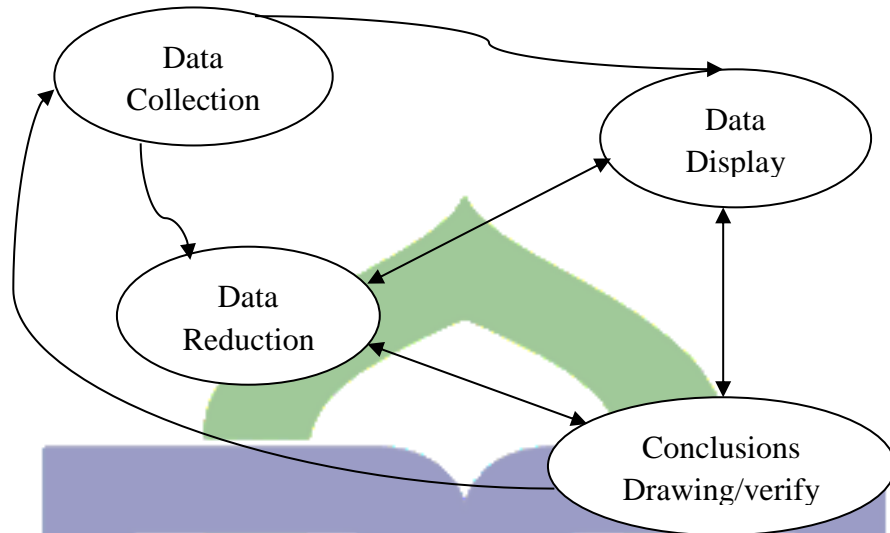 Data
Collection
Data
Display
Data
Reduction
Conclusions
Drawing/verify